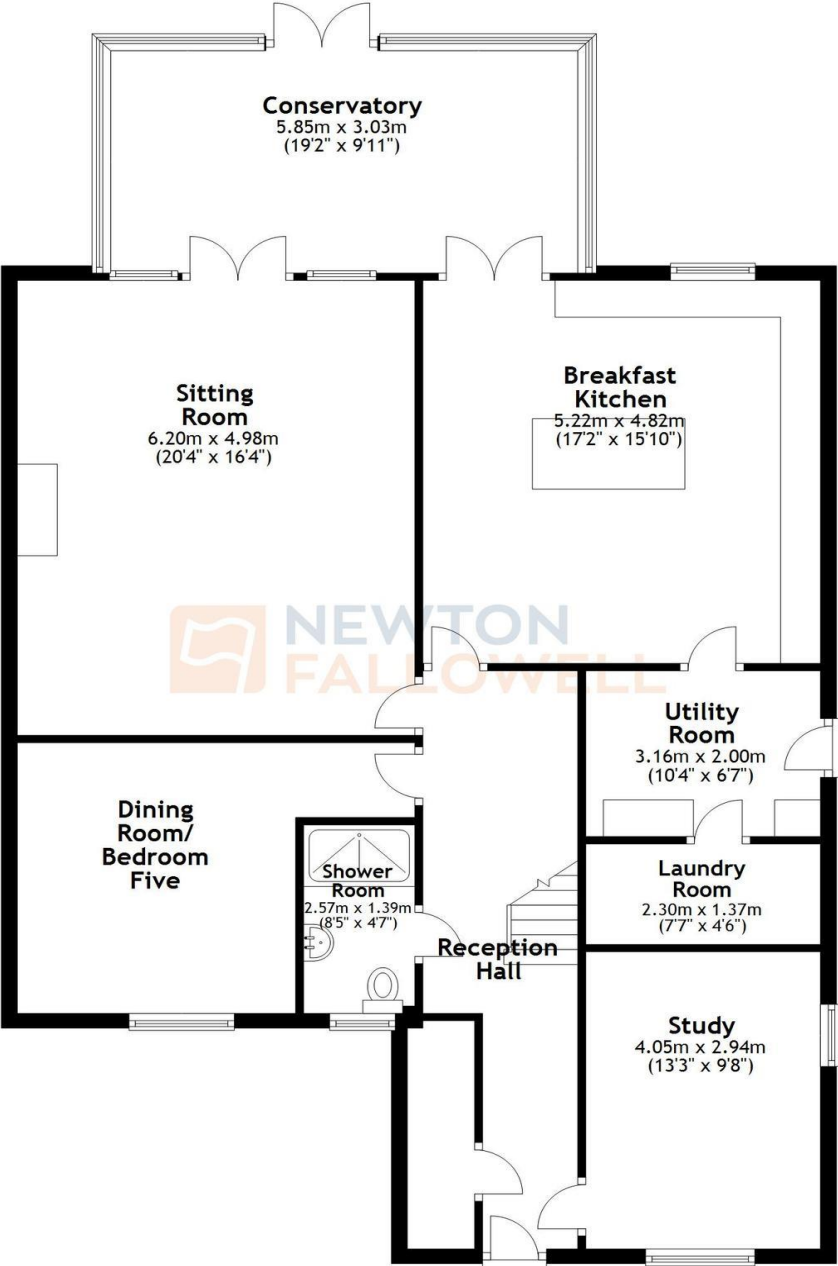 Conservatory
5.85m x 3.03m
(19'2" x 9'11")
Sitting
Room
6.20m x 4.98m
(20'4" x 16'4")
Breakfast
Kitchen
5.22m x 4.82m
(17'2" x 15'10")
NEWTON
FALLOWELL
Utility
Room
3.16m x 2.00m
(10'4" x 6'7")
Dining
Room/
Bedroom
Five
Shower
Room
2.57m x 1.39m
(8'5" x 4'7")
Laundry
Room
2.30m x 1.37m
(7'7" x 4'6")
Reception
Hall
Study
4.05m x 2.94m
(13'3" x 9'8")